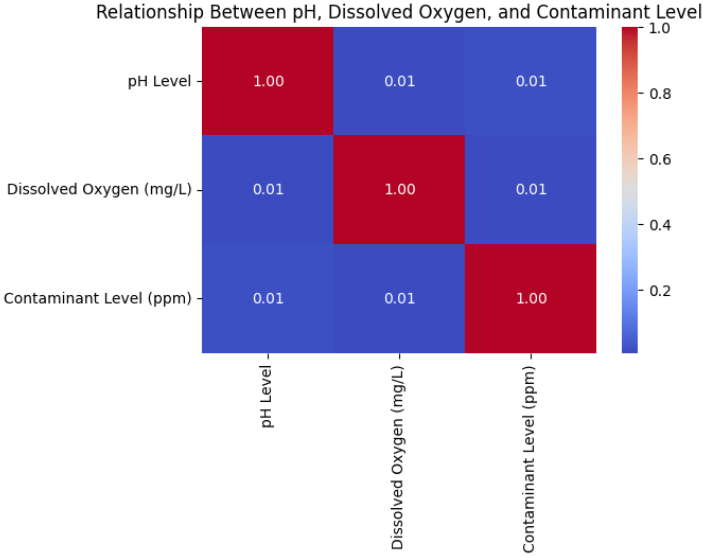 Relationship Between pH, Dissolved Oxygen, and Contaminant Level
pH Level
1.00
0.01
0.01
Dissolved Oxygen (mg/L)
0.01
1.00
0.01
Contaminant Level (ppm)
0.01
0.01
1.00
pH Level
Dissolved Oxygen (mg/L)
Contaminant Level (ppm)
1.0
0.8
0.6
0.4
0.2